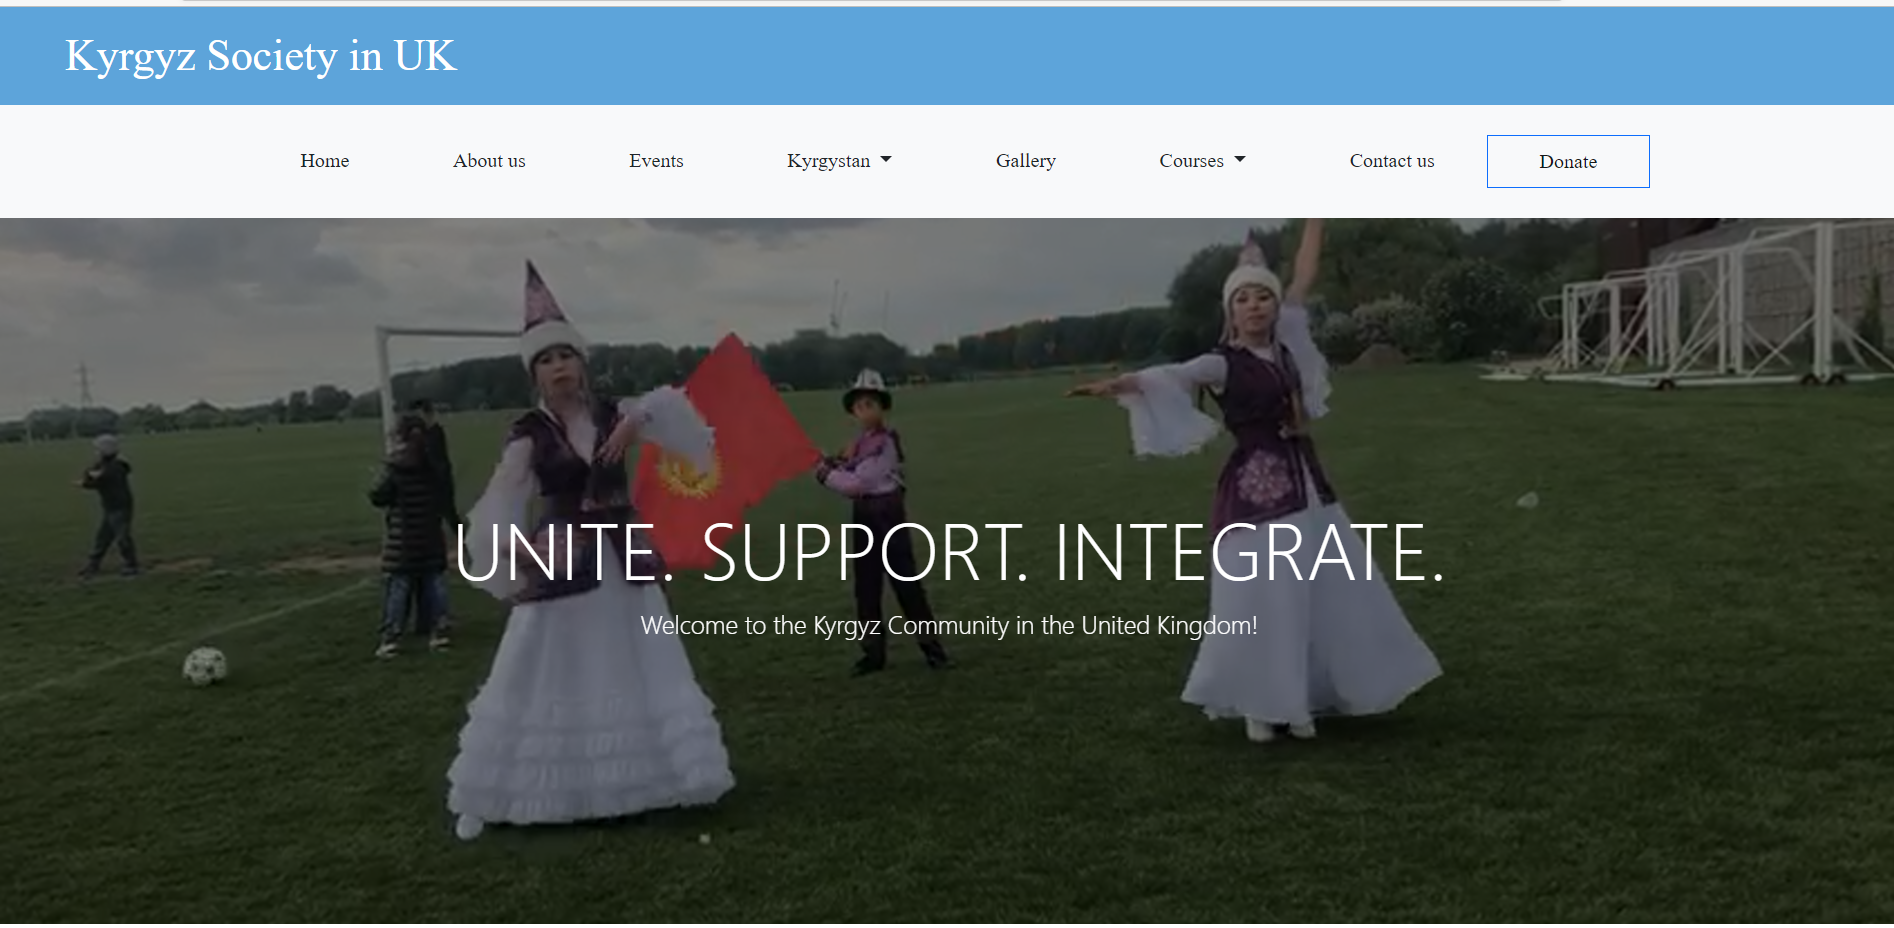 Kyrgyz Society in UK
Home About us Events Kyrgystan Gallery Courses Contact us Donate
UNITE. SUPPORT. INTEGRATE.
Welcome to the Kyrgyz Community in the United Kingdom!